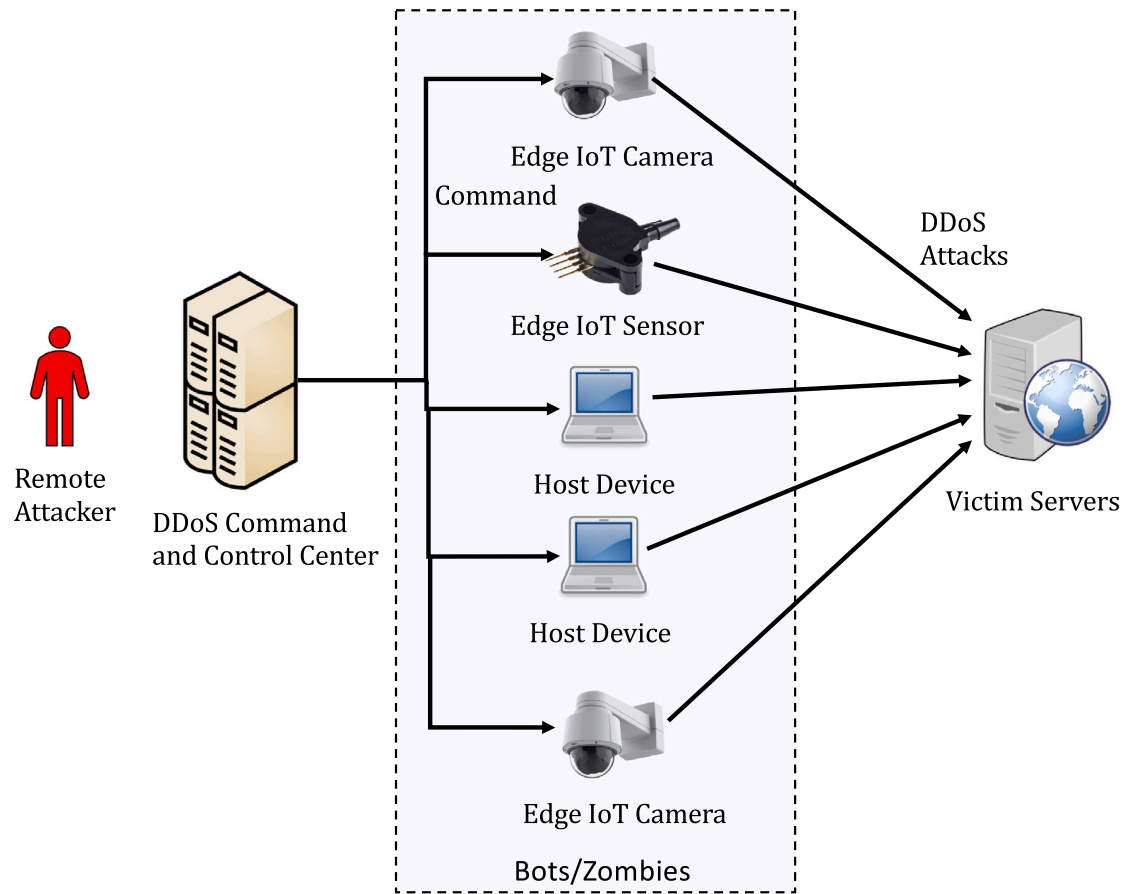 Edge IoT Camera
Command
DDoS
Attacks
Edge IoT Sensor
Remote
Attacker
DDoS Command
and Control Center
Host Device
Victim Servers
Host Device
Edge IoT Camera
Bots/Zombies